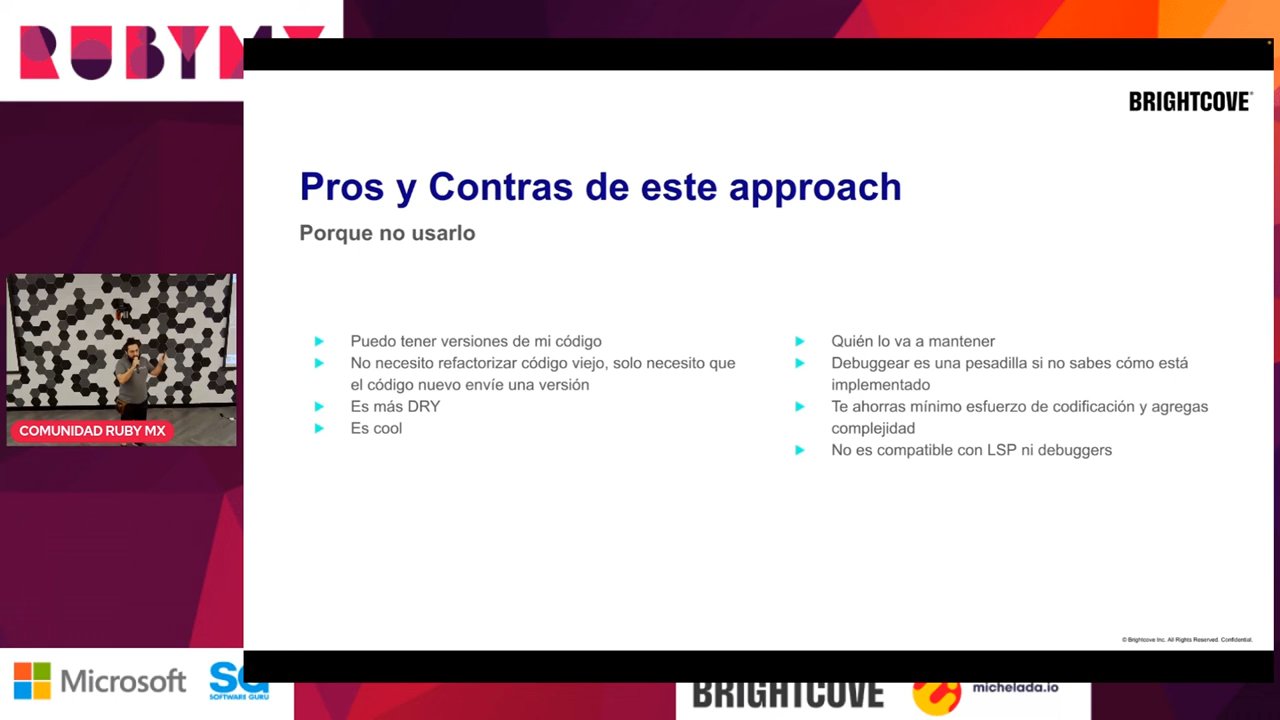 RUBYMX
BRIGHTCOVE
Pros y Contras de este approach
Porque no usarlo
Puedo tener versiones de mi código
No necesito refactorizar código viejo, solo necesito que
el código nuevo envíe una versión
Es más DRY
Es cool
Quién lo va a mantener
Debuggear es una pesadilla si no sabes cómo está
implementado
Te ahorras mínimo esfuerzo de codificación y agregas
complejidad
No es compatible con LSP ni debuggers
© Brightcove Inc. All Rights Reserved. Confidential.
COMUNIDAD RUBY MX
Microsoft
SG
SOFTWARE GURU
BRIGHTCOVE
michelada.io